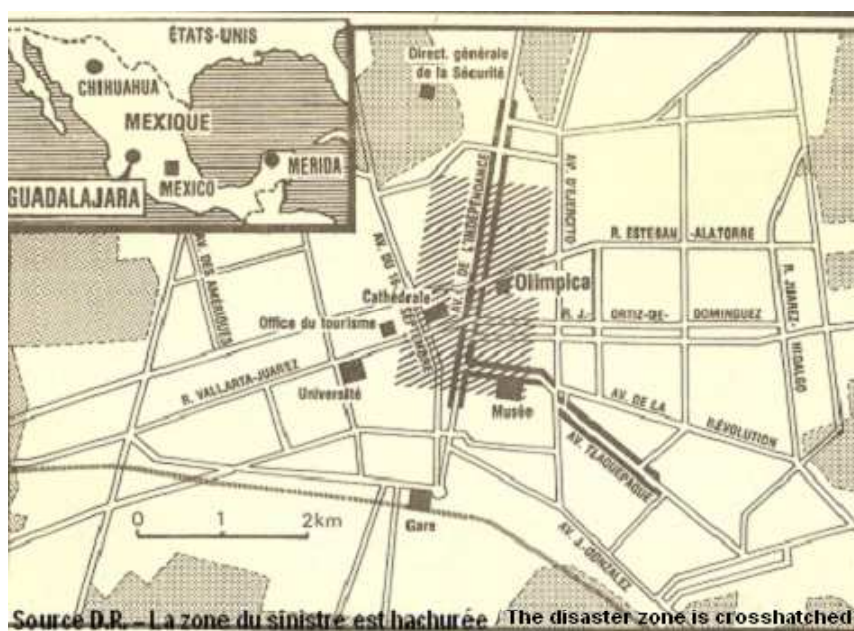 ÉTATS-UNIS
CHIHUAHUA
MEXIQUE
GUADALAJARA
MEXICO
MERIDA
Direct. générale
de la Sécurité
AV. DE L'INDÉPENDANCE
AV. D'EJERCITO
AV. DU 16
SEPTEMBRE
AV. DES AMÉRIQUES
R. ESTEBAN
-ALATORRE
R. JUAREZ-
HIDALGO
Olimpica
Cathédrale
Office du tourisme
R. J.-
ORTIZ-DE-
DOMINGUEZ
R. VALLARTA-JUAREZ
Université
Musée
AV. DE LA
RÉVOLUTION
AV. TLAQUEPAQUE
AV. J.-GONZALEZ
Gare
0 1 2km
Source D.R. – La zone du sinistre est hachurée / The disaster zone is crosshatched